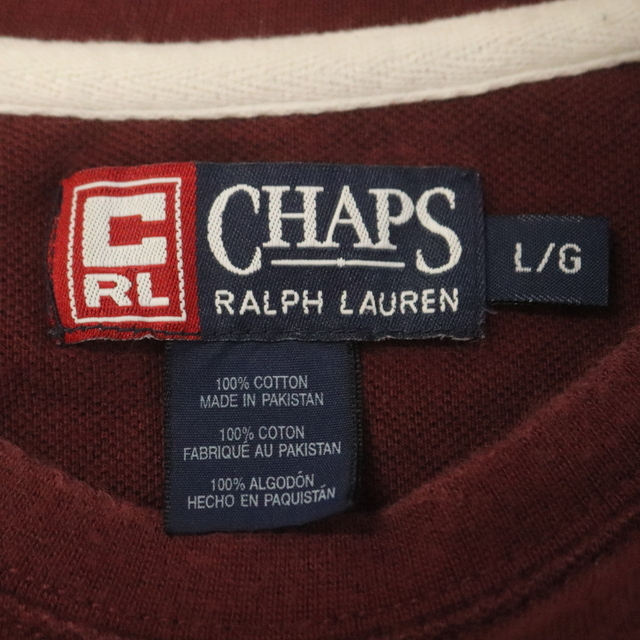 C
RL
CHAPS
RALPH LAUREN
L/G
100% COTTON
MADE IN PAKISTAN
100% COTON
FABRIQUÉ AU PAKISTAN
100% ALGODÓN
HECHO EN PAQUISTÁN